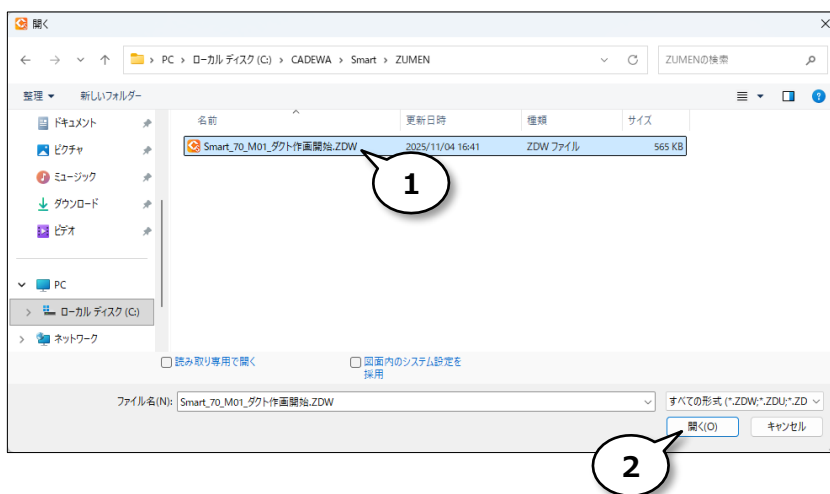 開く
PC › ローカル ディスク (C:) › CADEWA › Smart › ZUMEN
ZUMENの検索
整理 新しいフォルダー
名前 更新日時 種類 サイズ
Smart_70_M01_ダクト作画開始.ZDW 2025/11/04 16:41 ZDW ファイル 565 KB
ドキュメント
ピクチャ
ミュージック
ダウンロード
ビデオ
PC
ローカル ディスク (C:)
ネットワーク
1
読み取り専用で開く
図面内のシステム設定を
採用
ファイル名(N): Smart_70_M01_ダクト作画開始.ZDW
すべての形式 (*.ZDW;*.ZDU;*.ZD
開く(O) キャンセル
2